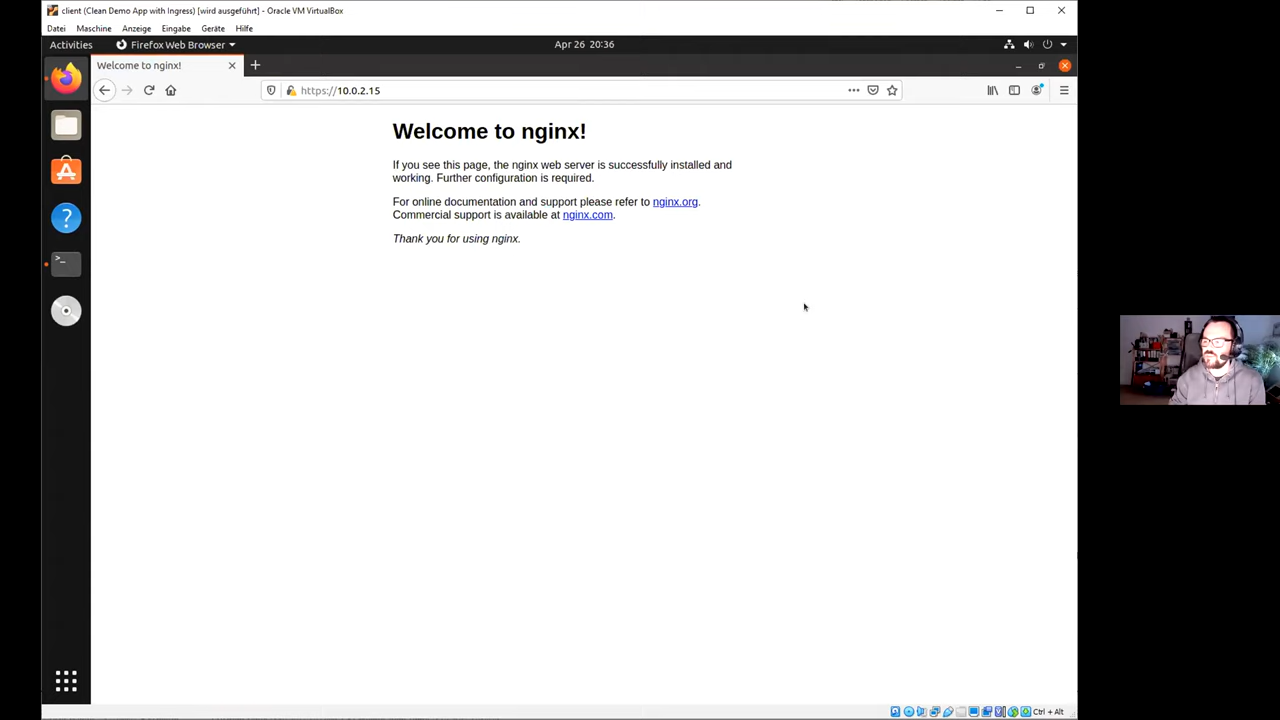 client (Clean Demo App with Ingress) [wird ausgeführt] - Oracle VM VirtualBox
Datei Maschine Anzeige Eingabe Geräte Hilfe
Activities Firefox Web Browser Apr 26 20:36
Welcome to nginx!
https://10.0.2.15
Welcome to nginx!
If you see this page, the nginx web server is successfully installed and
working. Further configuration is required.
For online documentation and support please refer to nginx.org.
Commercial support is available at nginx.com.
Thank you for using nginx.
Ctrl + Alt